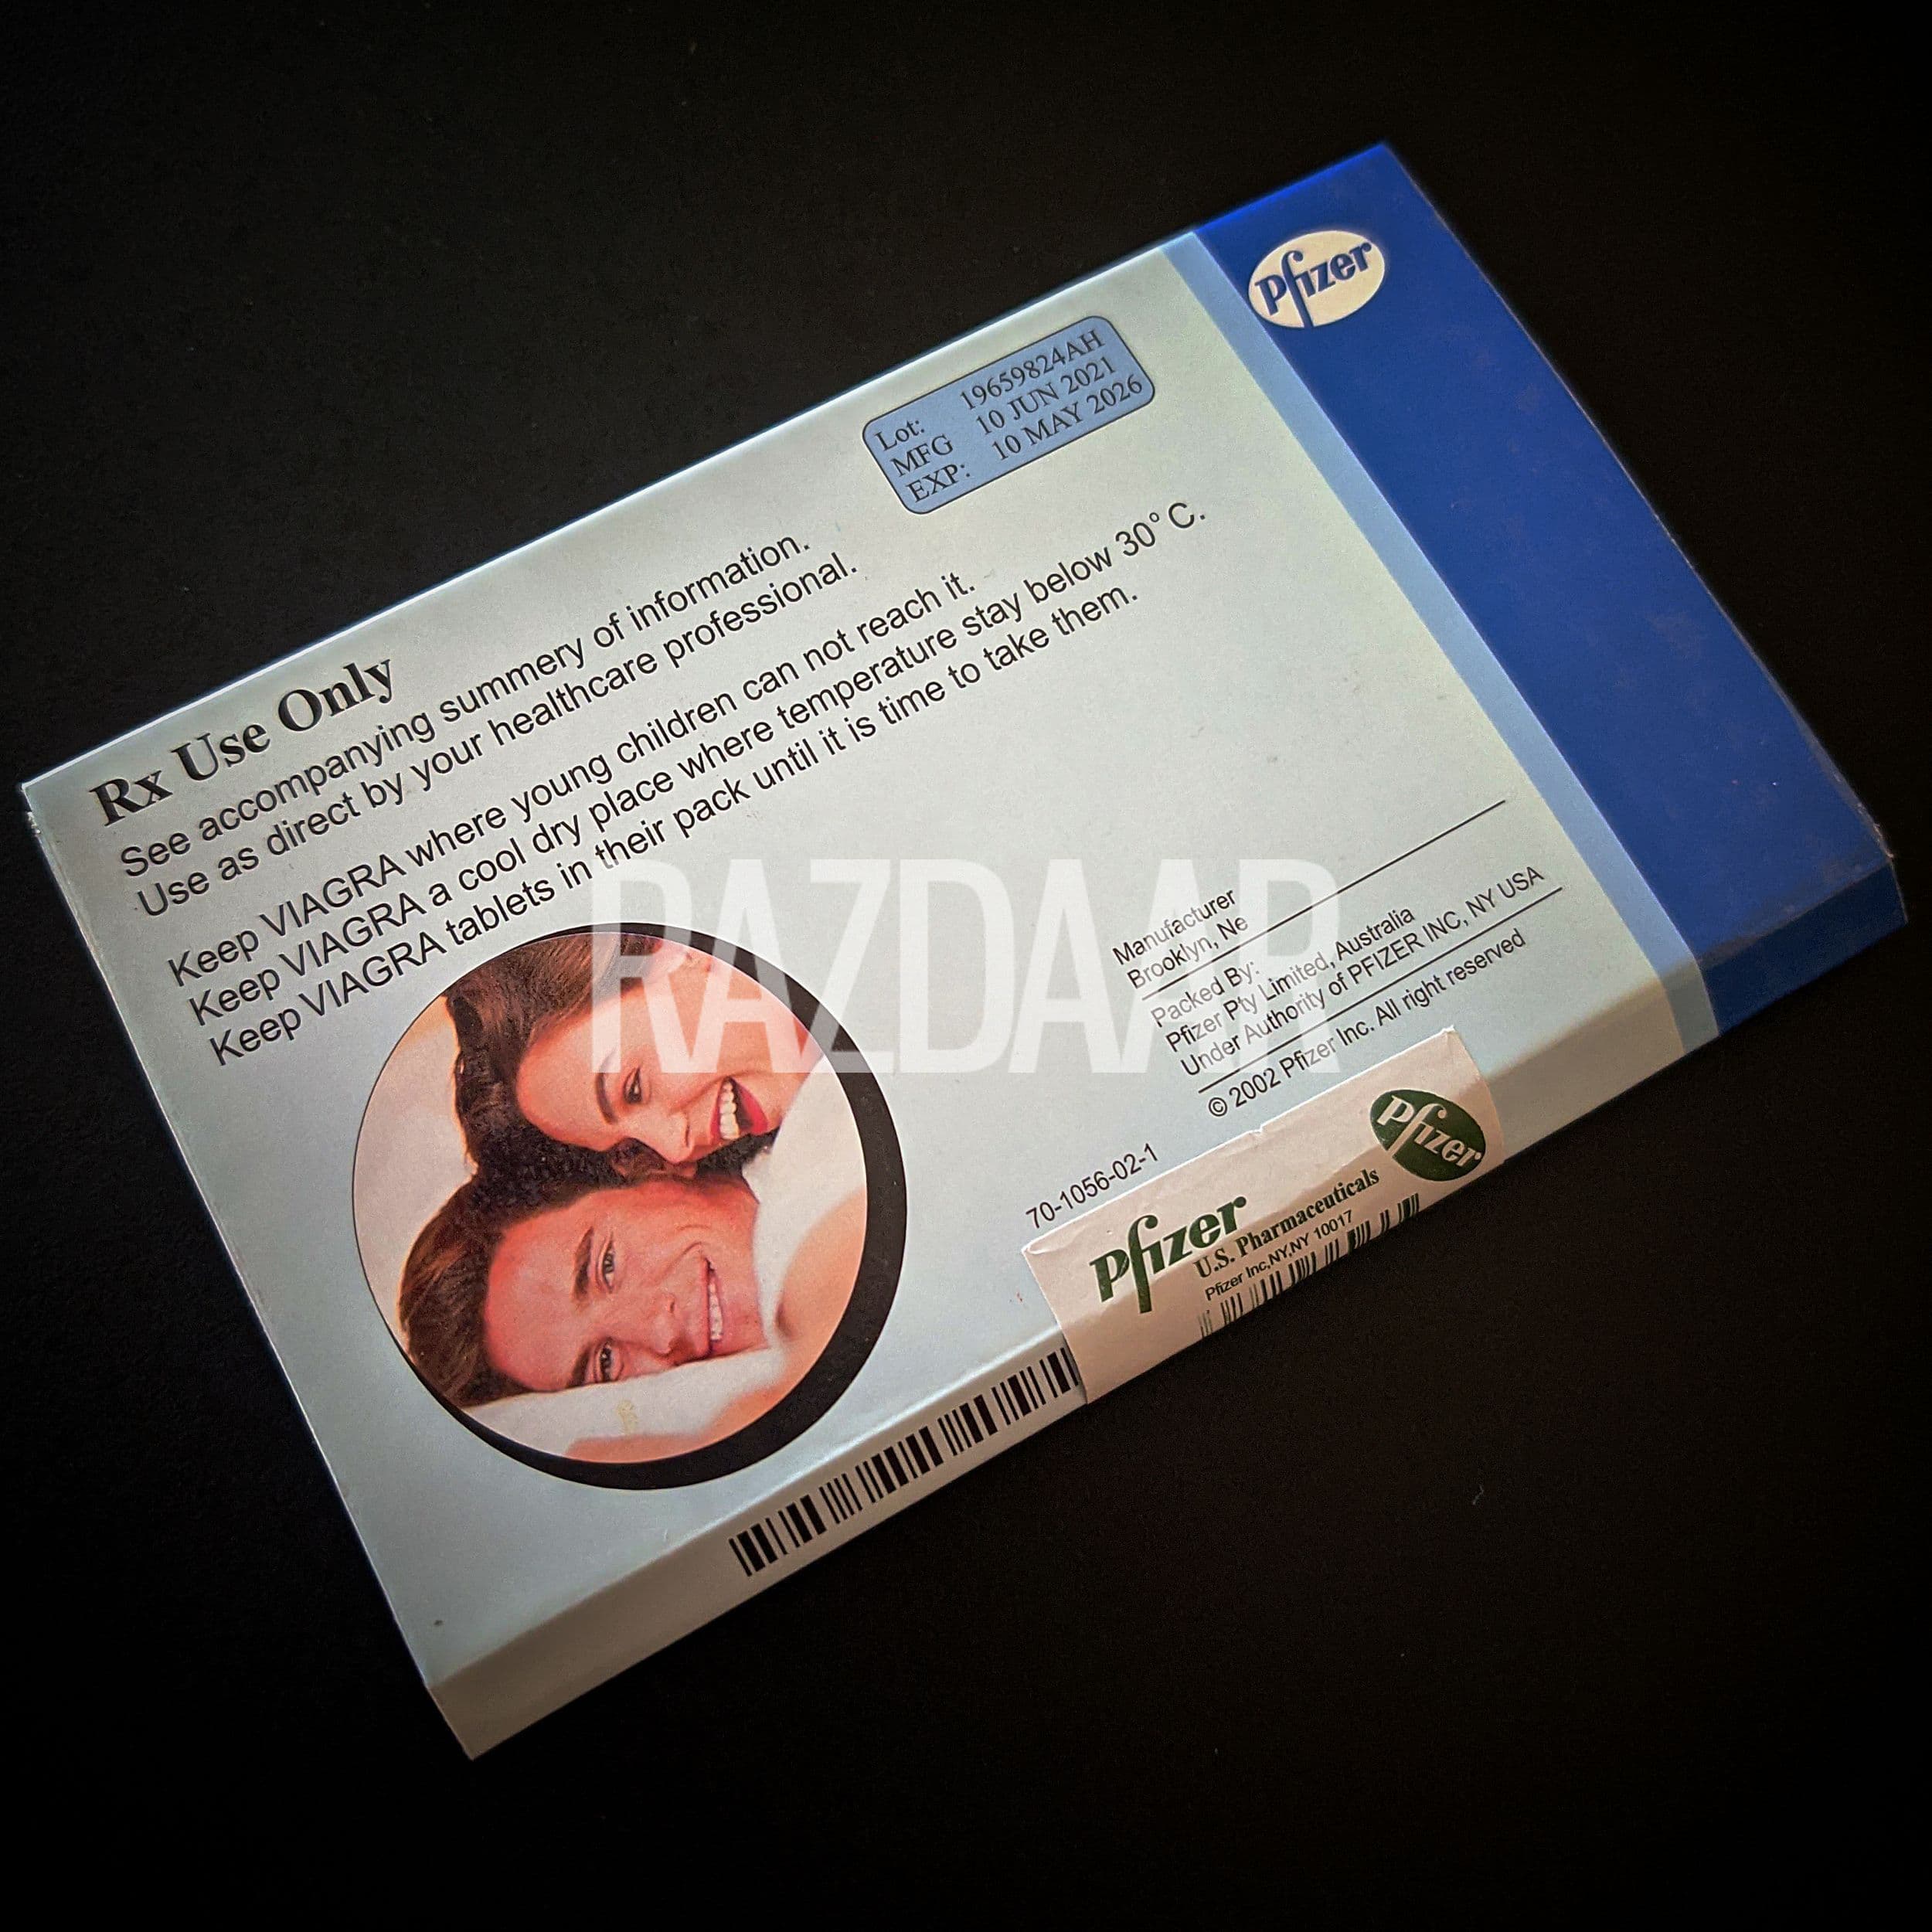 Pfizer
Lot: 19659824AH
MFG 10 JUN 2021
EXP: 10 MAY 2026
Rx Use Only
See accompanying summery of information.
Use as direct by your healthcare professional.
Keep VIAGRA where young children can not reach it.
Keep VIAGRA a cool dry place where temperature stay below 30° C.
Keep VIAGRA tablets in their pack until it is time to take them.
RAZDAAR
Manufacturer
Brooklyn, Ne
Packed By:
Pfizer Pty Limited, Australia
Under Authority of PFIZER INC, NY USA
© 2002 Pfizer Inc. All right reserved
70-1056-02-1
Pfizer
Pfizer
U.S. Pharmaceuticals
Pfizer Inc,NY,NY 10017